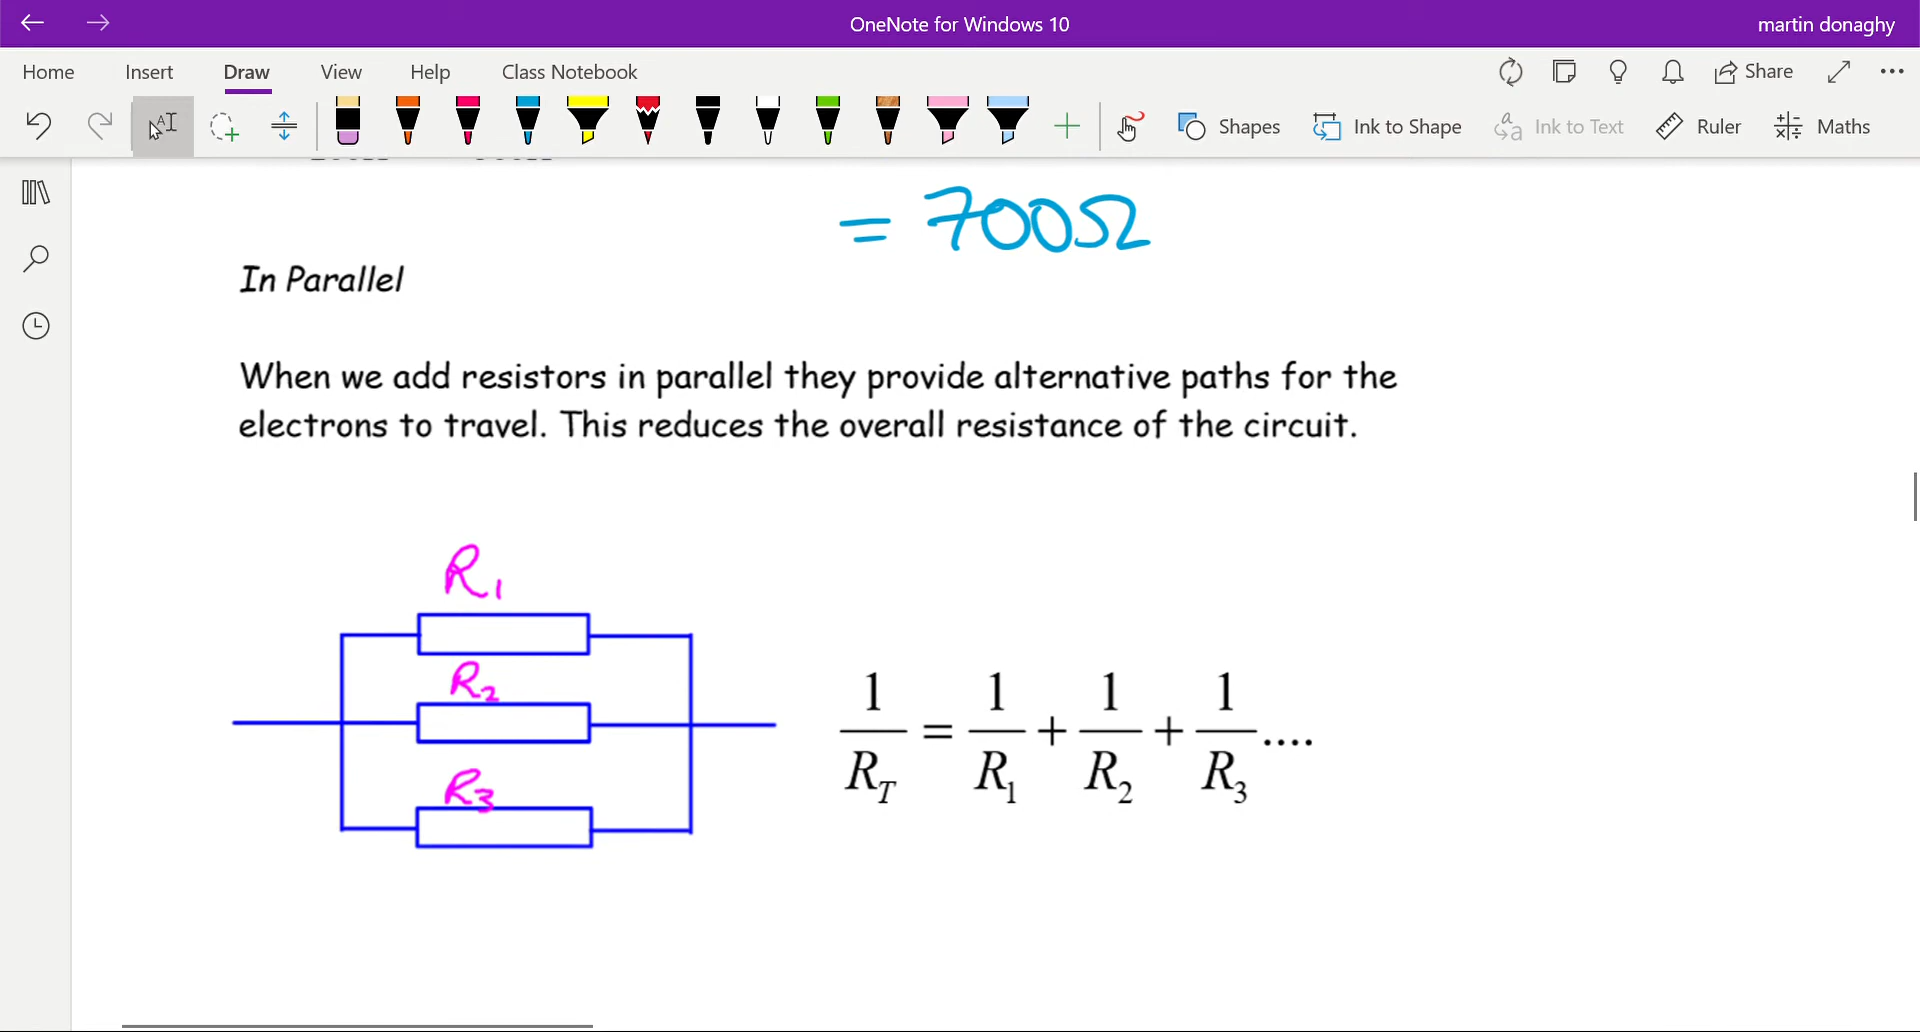 OneNote for Windows 10
martin donaghy
Home Insert Draw View Help Class Notebook
Share
Shapes Ink to Shape Ink to Text Ruler Maths
= 700Ω
In Parallel
When we add resistors in parallel they provide alternative paths for the
electrons to travel. This reduces the overall resistance of the circuit.
R₁
R₂
R₃
1/R_T = 1/R₁ + 1/R₂ + 1/R₃....